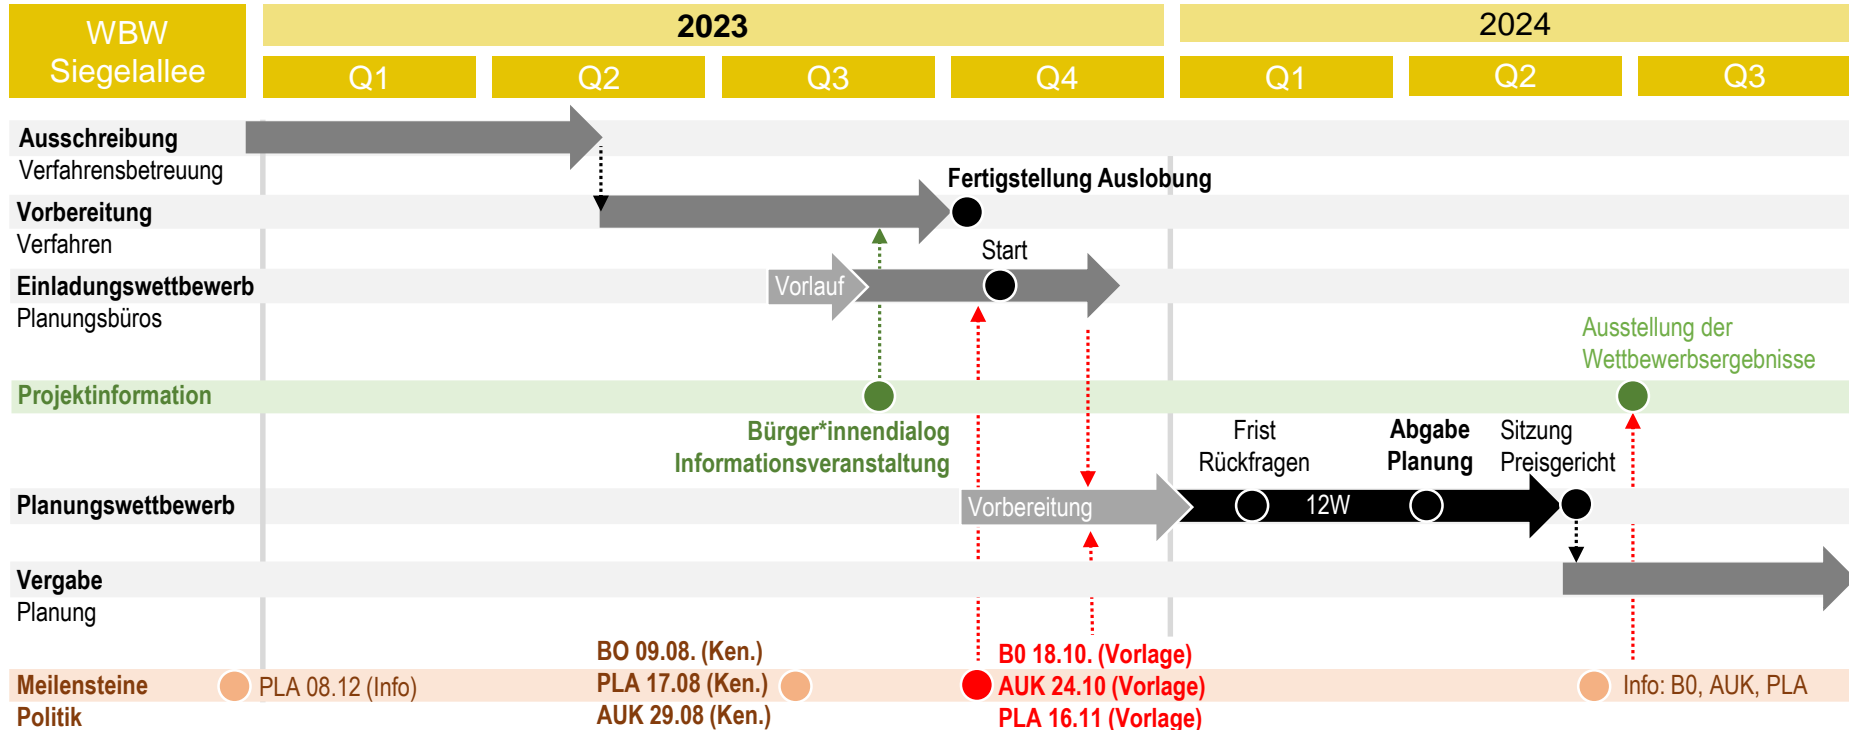 WBW
Siegelallee
2023
2024
Q1
Q2
Q3
Q4
Q1
Q2
Q3
Ausschreibung
Verfahrensbetreuung
Fertigstellung Auslobung
Vorbereitung
Verfahren
Start
Einladungswettbewerb
Vorlauf
Planungsbüros
Ausstellung der
Wettbewerbsergebnisse
Projektinformation
Bürger*innendialog
Informationsveranstaltung
Frist
Rückfragen
Abgabe
Planung
Sitzung
Preisgericht
Planungswettbewerb
Vorbereitung
12W
Vergabe
Planung
BO 09.08. (Ken.)
PLA 17.08 (Ken.)
AUK 29.08 (Ken.)
B0 18.10. (Vorlage)
AUK 24.10 (Vorlage)
PLA 16.11 (Vorlage)
Meilensteine
Politik
PLA 08.12 (Info)
Info: B0, AUK, PLA